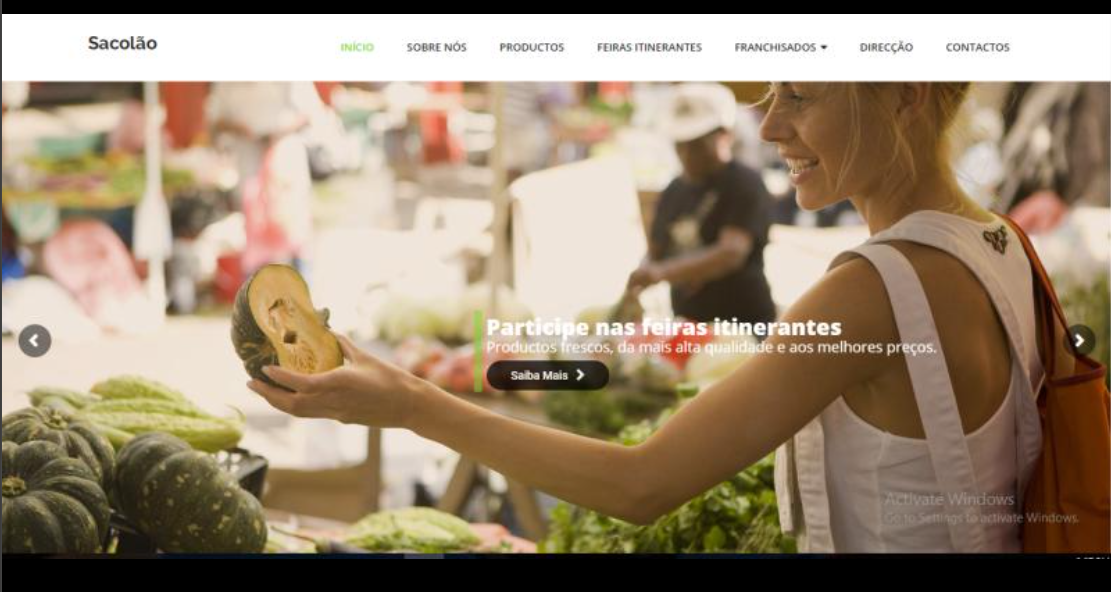 Sacolão
INÍCIO SOBRE NÓS PRODUCTOS FEIRAS ITINERANTES FRANCHISADOS DIRECÇÃO CONTACTOS
Participe nas feiras itinerantes
Productos frescos, da mais alta qualidade e aos melhores preços.
Saiba Mais
Activate Windows
Go to Settings to activate Windows.